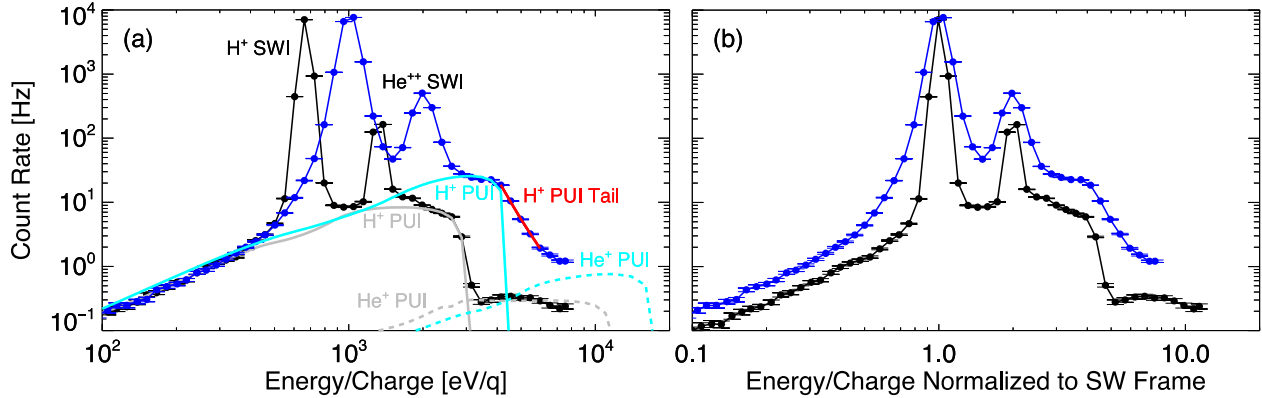 (a)
H⁺ SWI
He⁺⁺ SWI
H⁺ PUI
H⁺ PUI Tail
H⁺ PUI
He⁺ PUI
He⁺ PUI
Count Rate [Hz]
10⁴
10³
10²
10¹
10⁰
10⁻¹
10² 10³ 10⁴
Energy/Charge [eV/q]
(b)
0.1 1.0 10.0
Energy/Charge Normalized to SW Frame